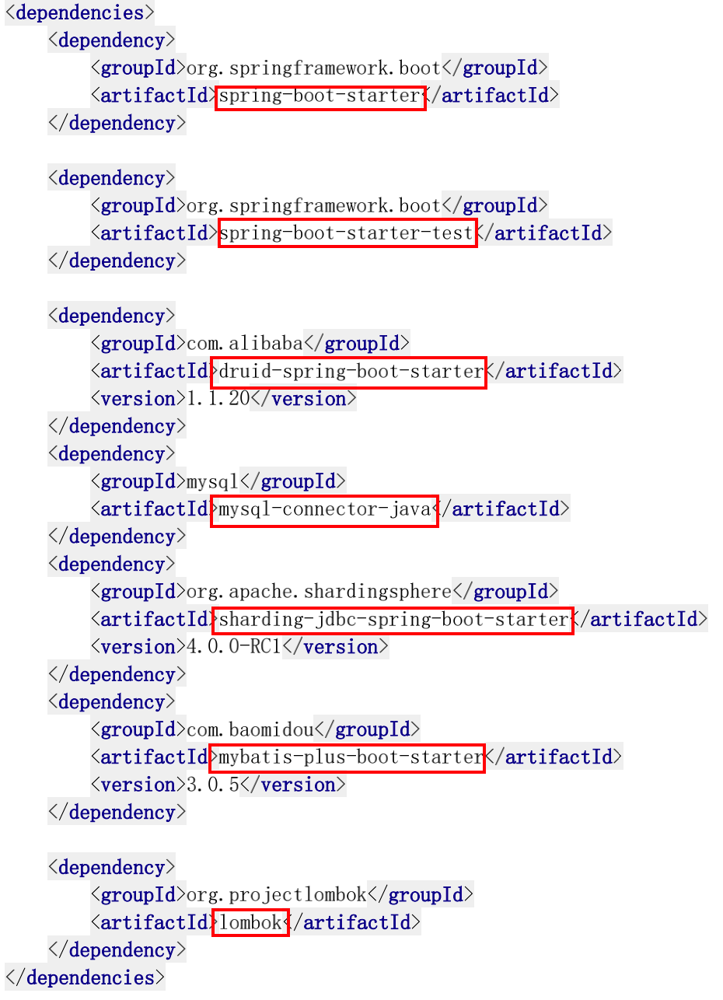 <dependencies>
<dependency>
<groupId>org.springframework.boot</groupId>
<artifactId>spring-boot-starter</artifactId>
</dependency>
<dependency>
<groupId>org.springframework.boot</groupId>
<artifactId>spring-boot-starter-test</artifactId>
</dependency>
<dependency>
<groupId>com.alibaba</groupId>
<artifactId>druid-spring-boot-starter</artifactId>
<version>1.1.20</version>
</dependency>
<dependency>
<groupId>mysql</groupId>
<artifactId>mysql-connector-java</artifactId>
</dependency>
<dependency>
<groupId>org.apache.shardingsphere</groupId>
<artifactId>sharding-jdbc-spring-boot-starter</artifactId>
<version>4.0.0-RC1</version>
</dependency>
<dependency>
<groupId>com.baomidou</groupId>
<artifactId>mybatis-plus-boot-starter</artifactId>
<version>3.0.5</version>
</dependency>
<dependency>
<groupId>org.projectlombok</groupId>
<artifactId>lombok</artifactId>
</dependency>
</dependencies>